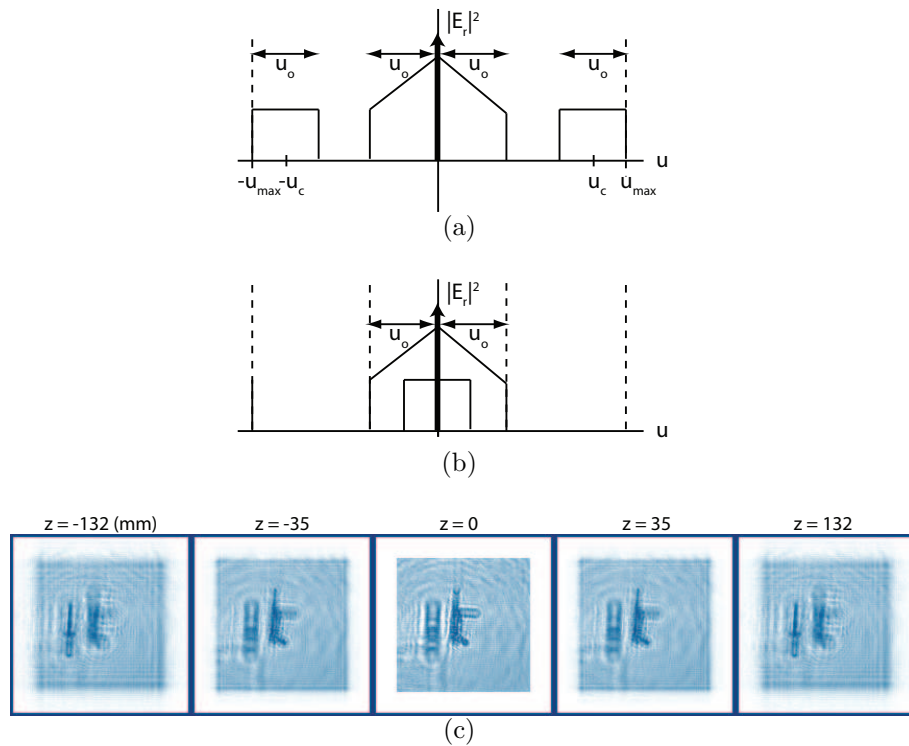 |E_r|²
u_o u_o u_o u_o
-u_max -u_c u_c u_max u
(a)
|E_r|²
u_o u_o
u
(b)
z = -132 (mm) z = -35 z = 0 z = 35 z = 132
(c)